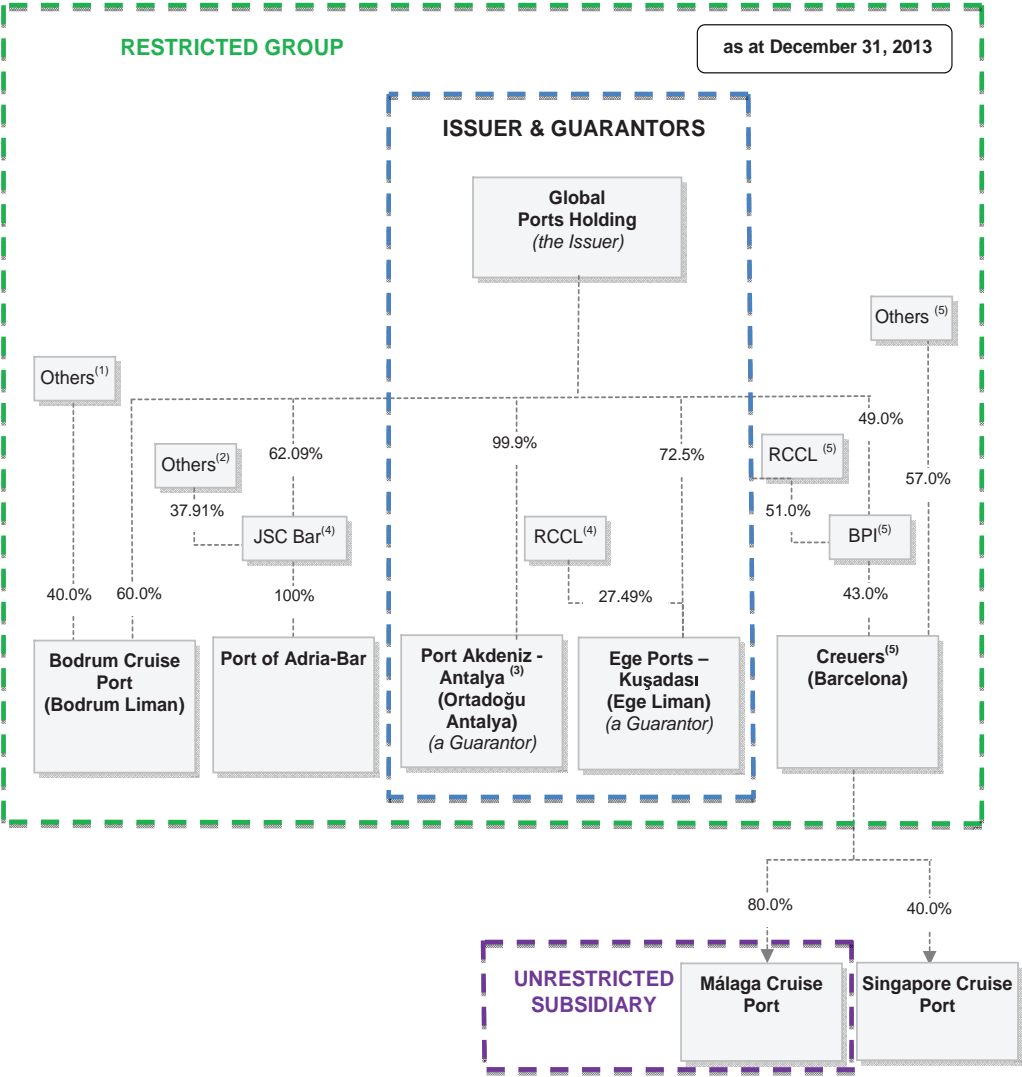 RESTRICTED GROUP
as at December 31, 2013
ISSUER & GUARANTORS
Global
Ports Holding
(the Issuer)
Others (5)
Others(1)
49.0%
62.09%
99.9%
72.5%
Others(2)
RCCL (5)
57.0%
37.91%
51.0%
JSC Bar(4)
RCCL(4)
BPI(5)
40.0%
60.0%
100%
27.49%
43.0%
Bodrum Cruise
Port
(Bodrum Liman)
Port of Adria-Bar
Port Akdeniz -
Antalya (3)
(Ortadoğu
Antalya)
(a Guarantor)
Ege Ports –
Kuşadası
(Ege Liman)
(a Guarantor)
Creuers(5)
(Barcelona)
80.0%
40.0%
UNRESTRICTED
SUBSIDIARY
Málaga Cruise
Port
Singapore Cruise
Port